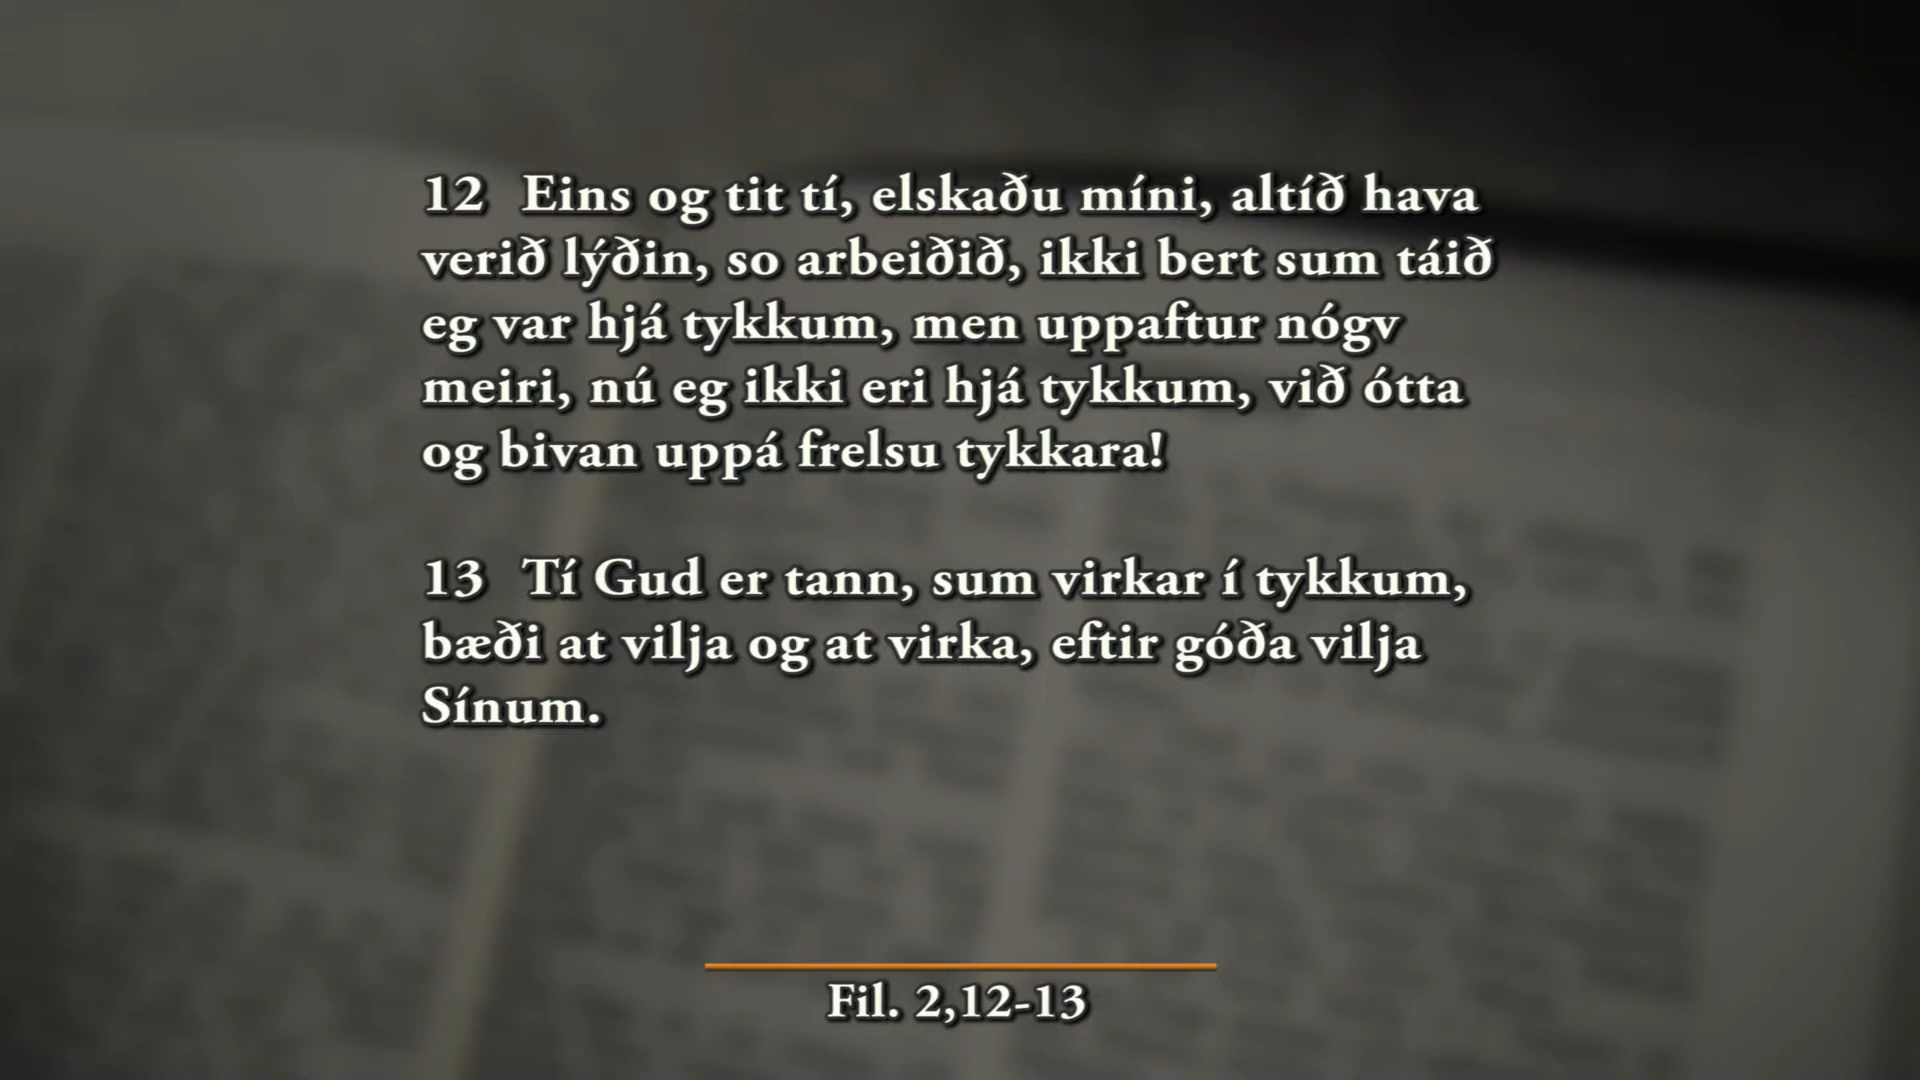 12 Eins og tit tí, elskaðu míni, altíð hava
verið lýðin, so arbeiðið, ikki bert sum táið
eg var hjá tykkum, men uppaftur nógv
meiri, nú eg ikki eri hjá tykkum, við ótta
og bivan uppá frelsu tykkara!
13 Tí Gud er tann, sum virkar í tykkum,
bæði at vilja og at virka, eftir góða vilja
Sínum.
Fil. 2,12-13